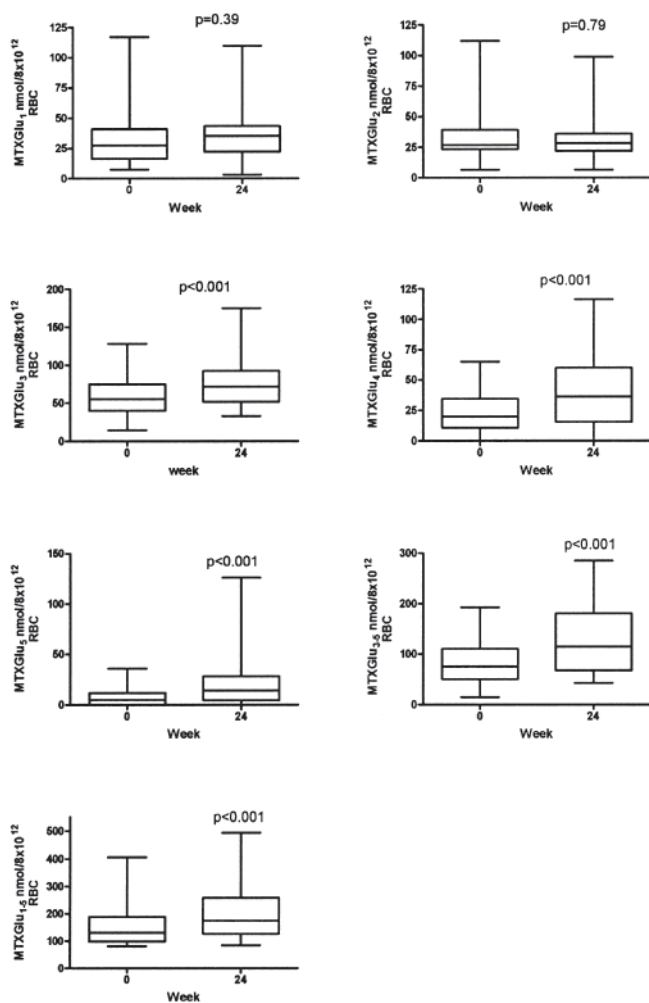 p=0.39
MTXGlu1 nmol/8x10^12
RBC
125
100
75
50
25
0
0
24
Week
p=0.79
MTXGlu2 nmol/8x10^12
RBC
125
100
75
50
25
0
0
24
Week
p<0.001
MTXGlu3 nmol/8x10^12
RBC
200
150
100
50
0
0
24
week
p<0.001
MTXGlu4 nmol/8x10^12
RBC
125
100
75
50
25
0
0
24
Week
p<0.001
MTXGlu5 nmol/8x10^12
RBC
150
100
50
0
0
24
Week
p<0.001
MTXGlu3-5 nmol/8x10^12
RBC
300
200
100
0
0
24
Week
p<0.001
MTXGlu1-5 nmol/8x10^12
RBC
500
400
300
200
100
0
0
24
Week